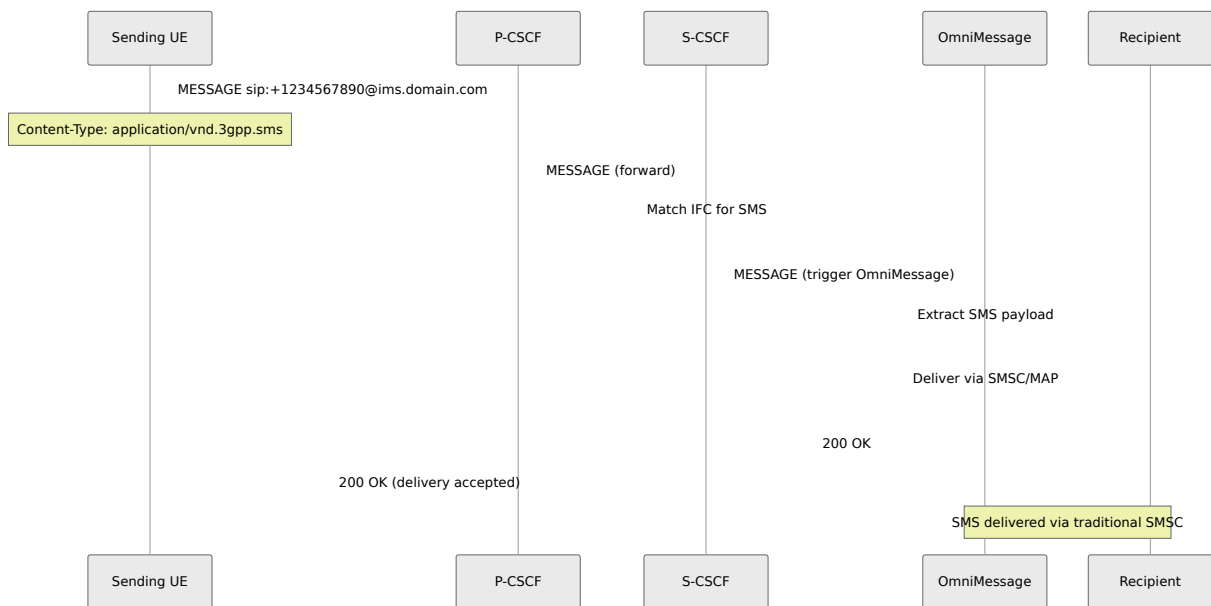 Sending UE
P-CSCF
S-CSCF
OmniMessage
Recipient
MESSAGE sip:+1234567890@ims.domain.com
Content-Type: application/vnd.3gpp.sms
MESSAGE (forward)
Match IFC for SMS
MESSAGE (trigger OmniMessage)
Extract SMS payload
Deliver via SMSC/MAP
200 OK
200 OK (delivery accepted)
SMS delivered via traditional SMSC
Sending UE
P-CSCF
S-CSCF
OmniMessage
Recipient